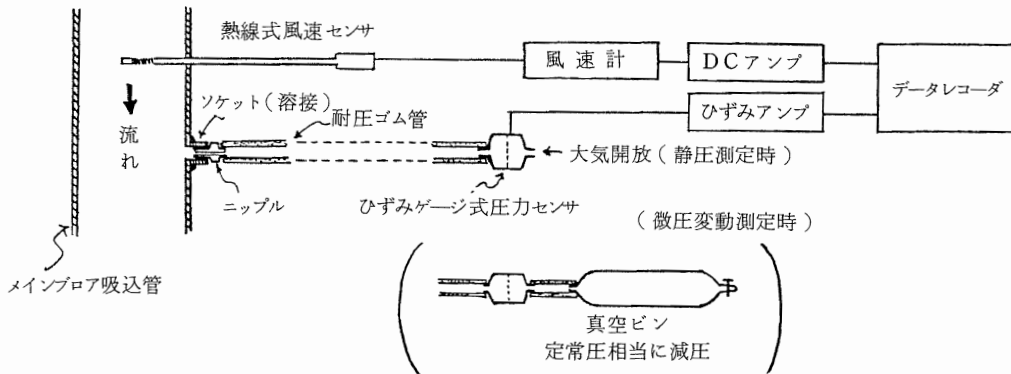 熱線式風速センサ
風速計
DCアンプ
データレコーダ
ひずみアンプ
ソケット(溶接)
耐圧ゴム管
流れ
大気開放(静圧測定時)
ニップル
ひずみゲージ式圧力センサ
(微圧変動測定時)
メインブロア吸込管
真空ビン
定常圧相当に減圧